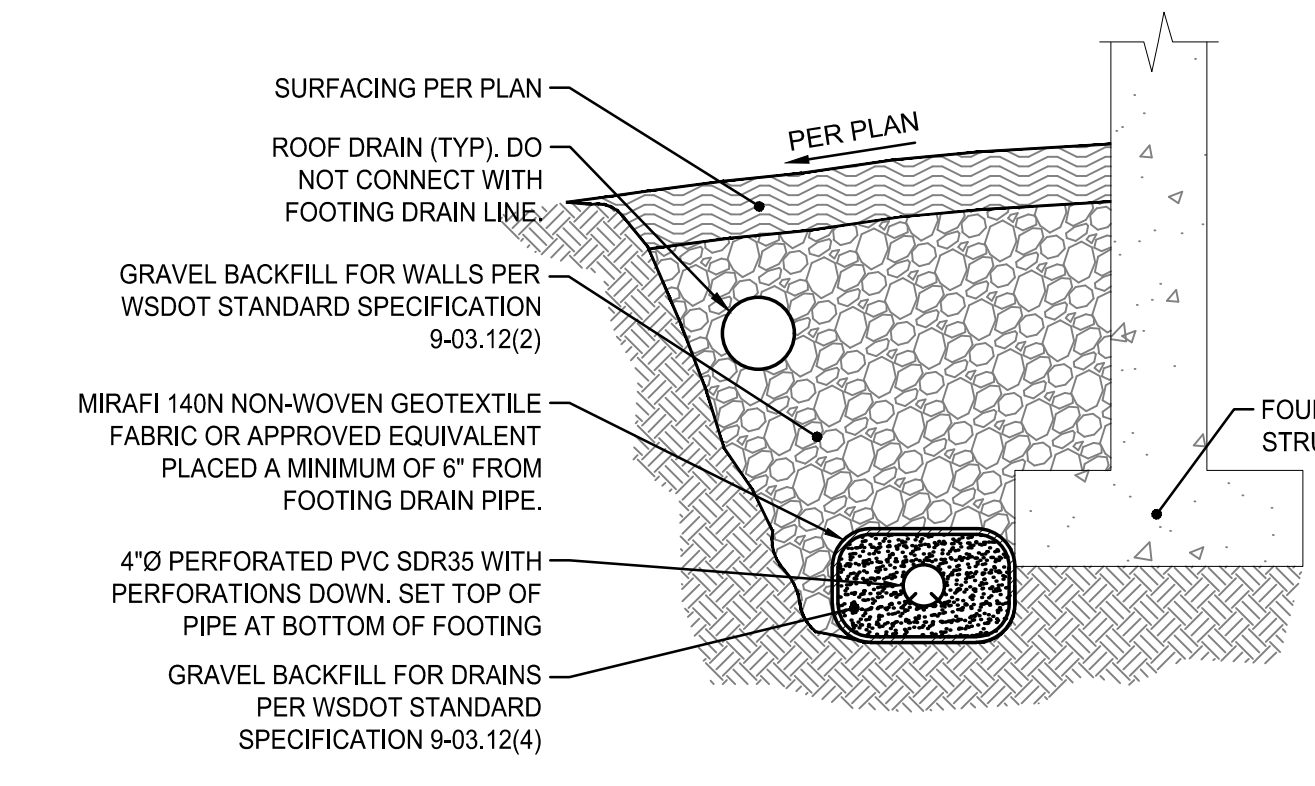 SURFACING PER PLAN
ROOF DRAIN (TYP). DO
NOT CONNECT WITH
FOOTING DRAIN LINE.
GRAVEL BACKFILL FOR WALLS PER
WSDOT STANDARD SPECIFICATION
9-03.12(2)
MIRAFI 140N NON-WOVEN GEOTEXTILE
FABRIC OR APPROVED EQUIVALENT
PLACED A MINIMUM OF 6" FROM
FOOTING DRAIN PIPE.
4"Ø PERFORATED PVC SDR35 WITH
PERFORATIONS DOWN. SET TOP OF
PIPE AT BOTTOM OF FOOTING
GRAVEL BACKFILL FOR DRAINS
PER WSDOT STANDARD
SPECIFICATION 9-03.12(4)
PER PLAN